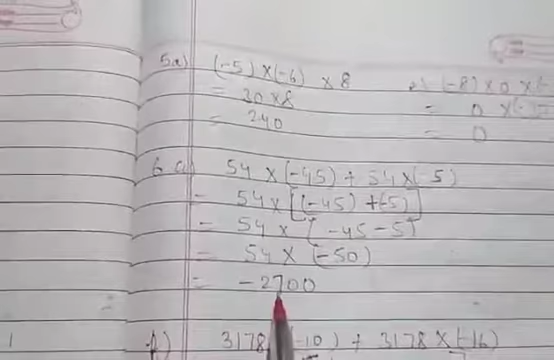 5a) (-5) × (-6) × 8
= 30 × 8
= 240
(-8) × 0 ×
= 0 ×
= 0
6 a) 54 × (-45) + 54 × (-5)
= 54 × [(-45) + (-5)]
= 54 × (-45-5)
= 54 × (-50)
= -2700
3178 (-10) + 3178 × (-16)
1